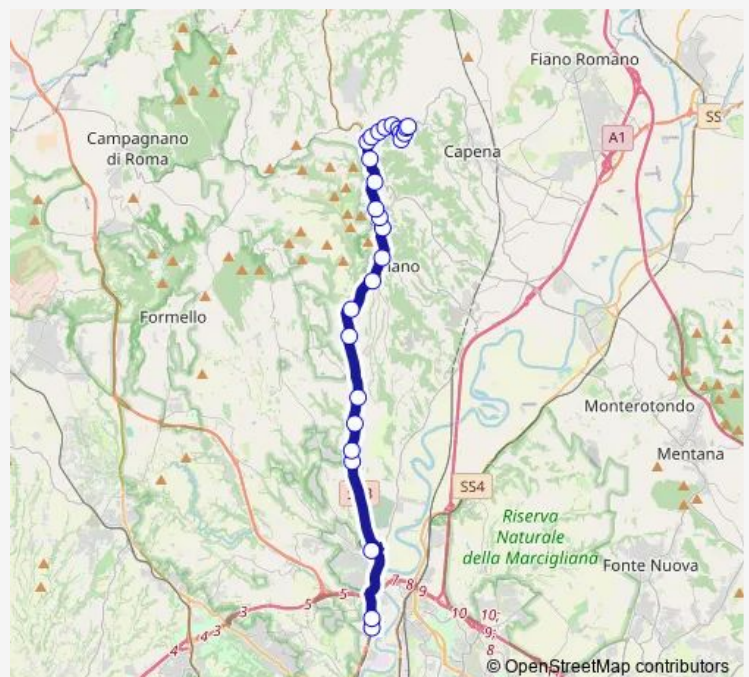 Fiano Romano
SS
A1
Campagnano
di Roma
Capena
Formello
Monterotondo
Mentana
SS4
Riserva
Naturale
della Marcigliana
Fonte Nuova
7 8 9
5 5
3
3
4 4
10
10;
9;
8
© OpenStreetMap contributors